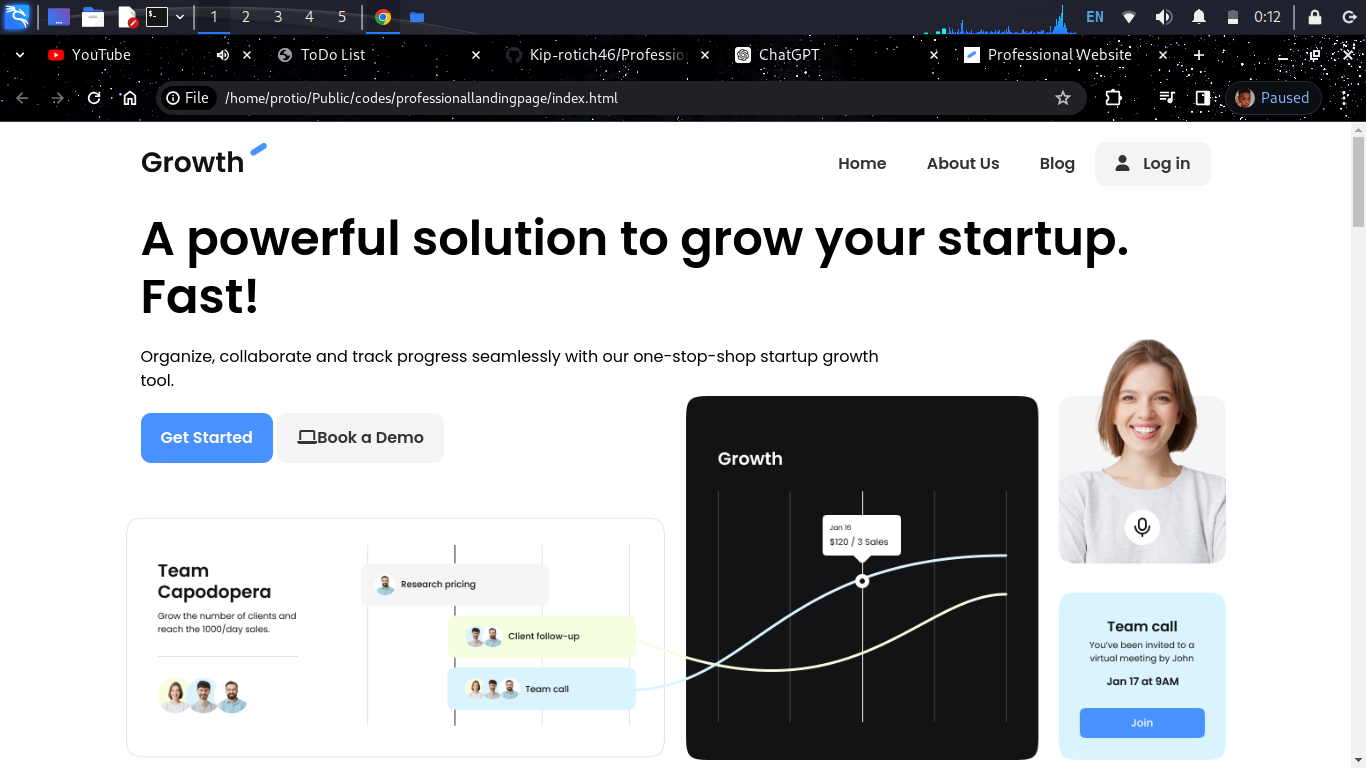 1 2 3 4 5 EN 0:12
YouTube ToDo List Kip-rotich46/Professio ChatGPT Professional Website
File /home/protio/Public/codes/professionallandingpage/index.html Paused
Growth Home About Us Blog Log in
A powerful solution to grow your startup.
Fast!
Organize, collaborate and track progress seamlessly with our one-stop-shop startup growth
tool.
Get Started Book a Demo
Growth
Jan 16
$120 / 3 Sales
Team
Capodopera
Grow the number of clients and
reach the 1000/day sales.
Research pricing
Client follow-up
Team call
Team call
You've been invited to a
virtual meeting by John
Jan 17 at 9AM
Join